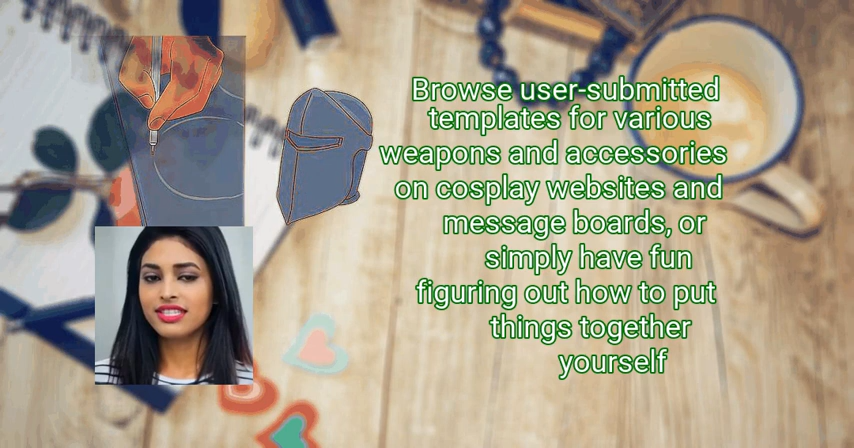 Browse user-submitted
templates for various
weapons and accessories
on cosplay websites and
message boards, or
simply have fun
figuring out how to put
things together
yourself